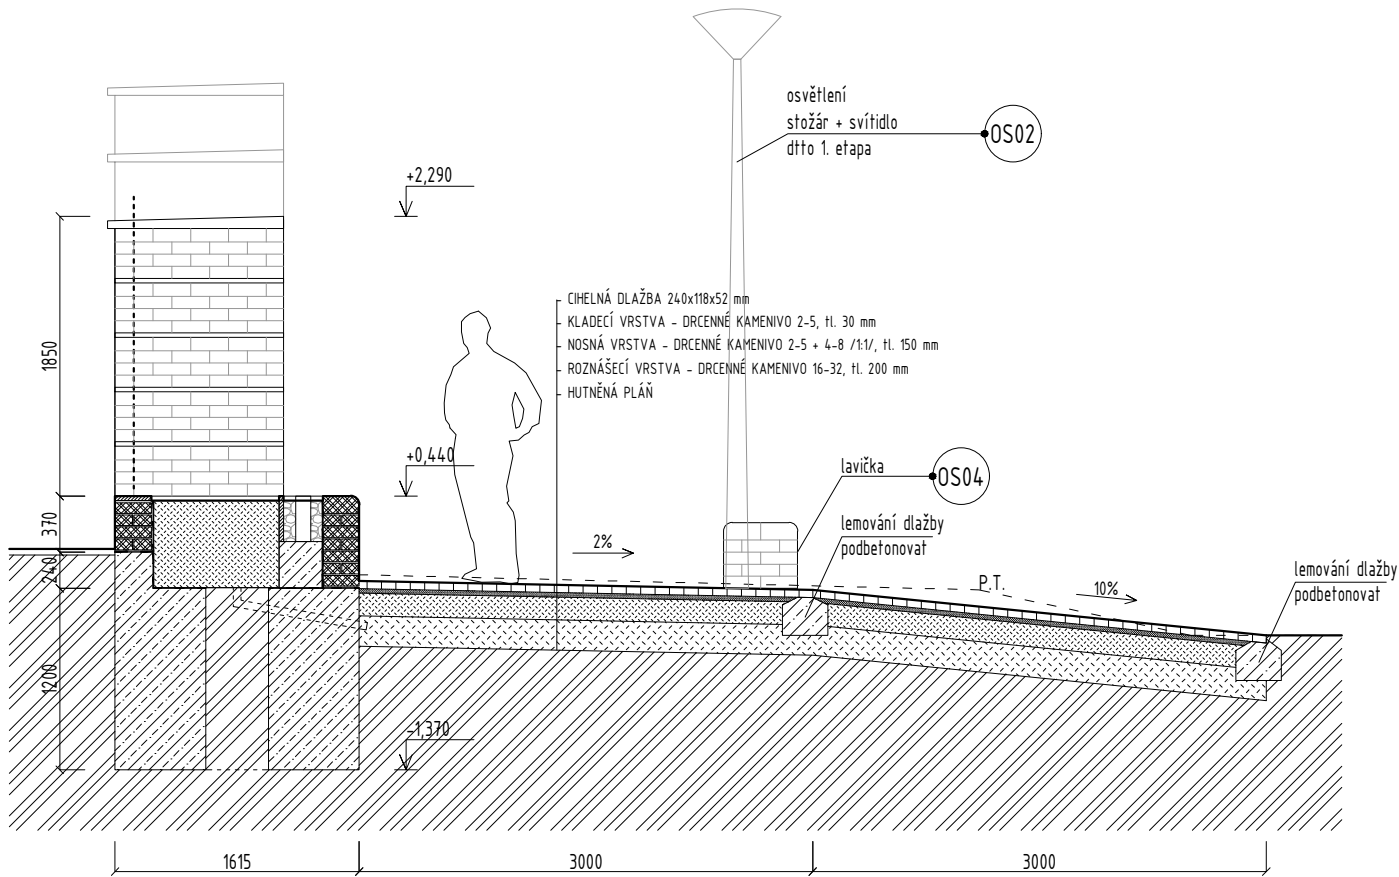 osvětlení
stožár + svítidlo
dtto 1. etapa
OS02
+2,290
CIHELNÁ DLAŽBA 240x118x52 mm
KLADECÍ VRSTVA - DRCENNÉ KAMENIVO 2-5, tl. 30 mm
NOSNÁ VRSTVA - DRCENNÉ KAMENIVO 2-5 + 4-8 /1:1/, tl. 150 mm
ROZNÁŠECÍ VRSTVA - DRCENNÉ KAMENIVO 16-32, tl. 200 mm
HUTNĚNÁ PLÁŇ
1850
+0,440
lavička
OS04
370
lemování dlažby
podbetonovat
2%
240
P.T.
10%
lemování dlažby
podbetonovat
1200
-1,370
1615
3000
3000